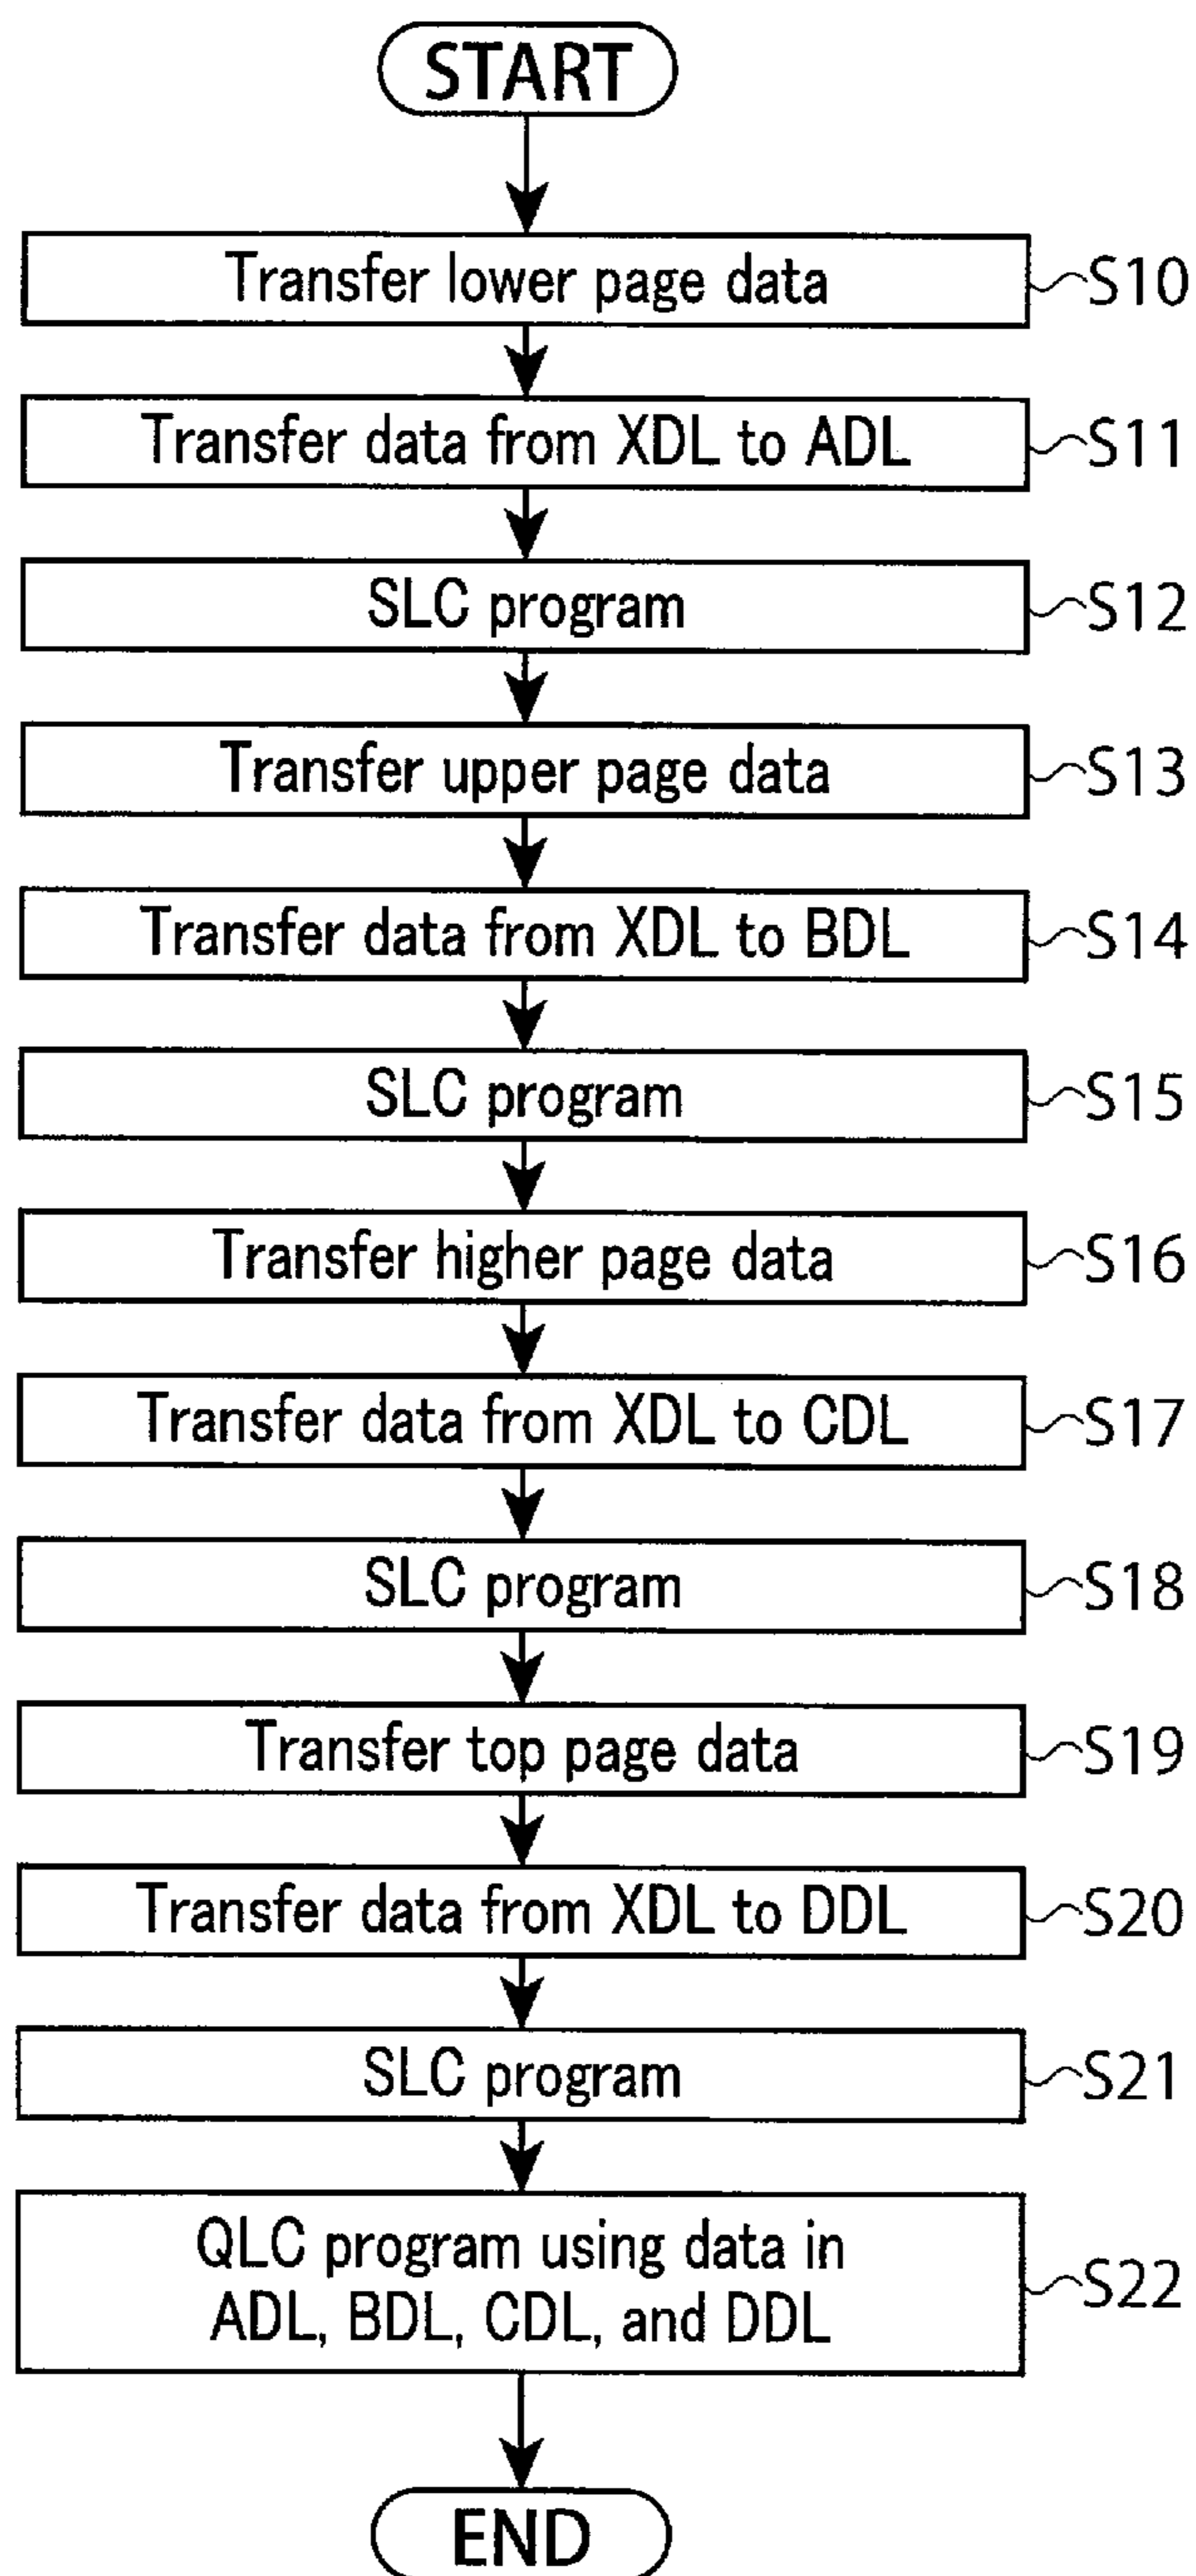 START
Transfer lower page data
S10
Transfer data from XDL to ADL
S11
SLC program
S12
Transfer upper page data
S13
Transfer data from XDL to BDL
S14
SLC program
S15
Transfer higher page data
S16
Transfer data from XDL to CDL
S17
SLC program
S18
Transfer top page data
S19
Transfer data from XDL to DDL
S20
SLC program
S21
QLC program using data in
ADL, BDL, CDL, and DDL
S22
END